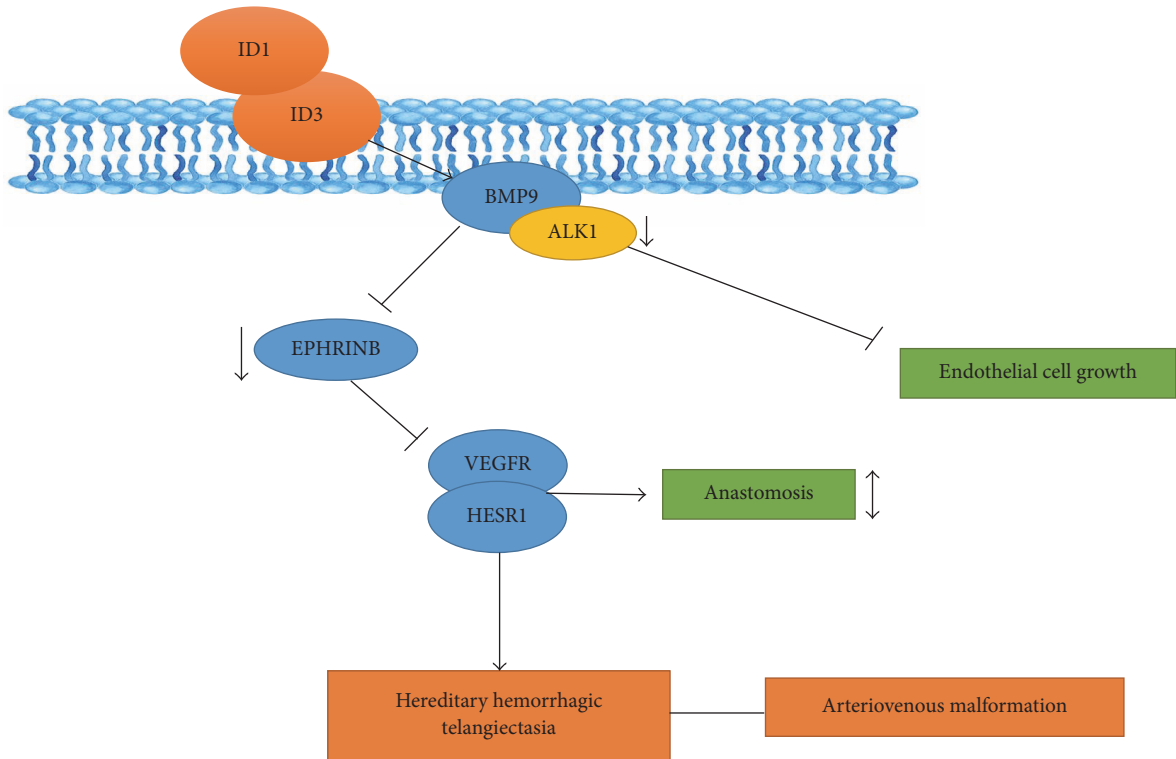 ID1
ID3
BMP9
ALK1
EPHRINB
Endothelial cell growth
VEGFR
HESR1
Anastomosis
Hereditary hemorrhagic
telangiectasia
Arteriovenous malformation